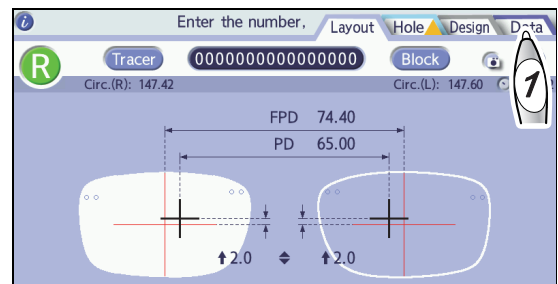 i Enter the number, Layout Hole Design Data
R Tracer 0000000000000000 Block
Circ.(R): 147.42 Circ.(L): 147.60 2
FPD 74.40
PD 65.00
2.0 2.0
1